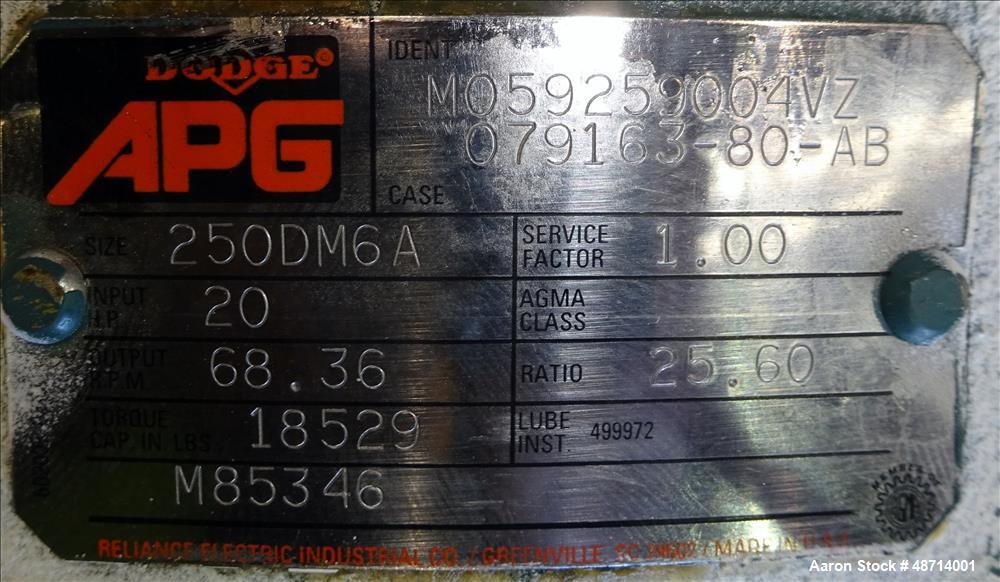 DODGE®
APG
IDENT
M059259004VZ
079163-80-AB
CASE
SIZE 250DM6A
SERVICE FACTOR 1.00
INPUT H.P. 20
AGMA CLASS
OUTPUT R.P.M 68.36
RATIO 25.60
TORQUE CAP. IN. LBS 18529
LUBE INST. 499972
M85346
MEMBER OF
RELIANCE ELECTRIC INDUSTRIAL CO. / GREENVILLE, SC 29602 / MADE IN U.S.A.
Aaron Stock # 48714001